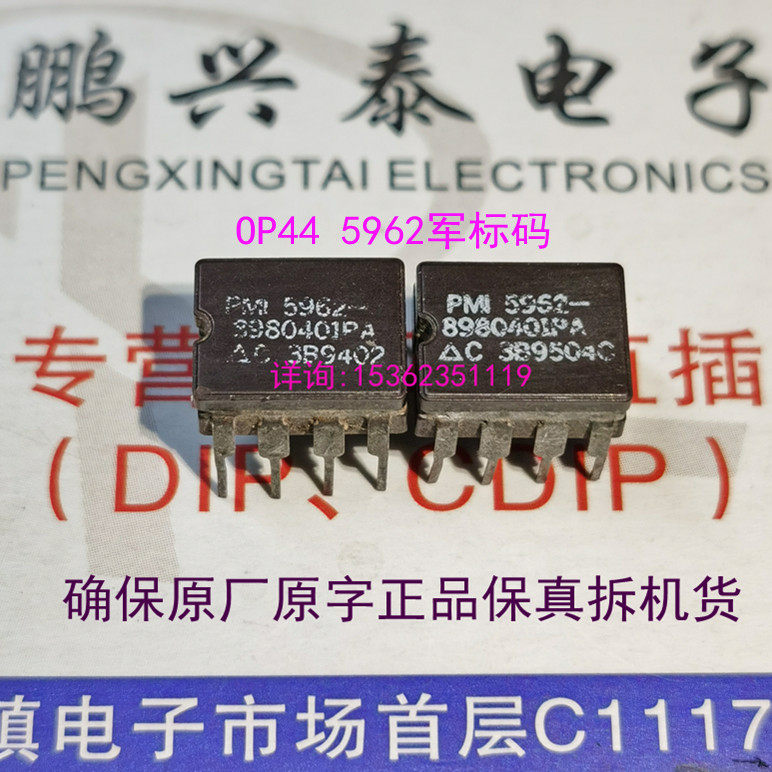 鹏兴泰电子
PENGXINGTAI ELECTRONICS
OP44 5962军标码
PMI 5962-
8980401PA
△C 3B9402
PMI 5962-
8980401PA
△C 3B9504C
详询:15362351119
专营
直插
(DIP、CDIP)
确保原厂原字正品保真拆机货
镇电子市场首层C1117